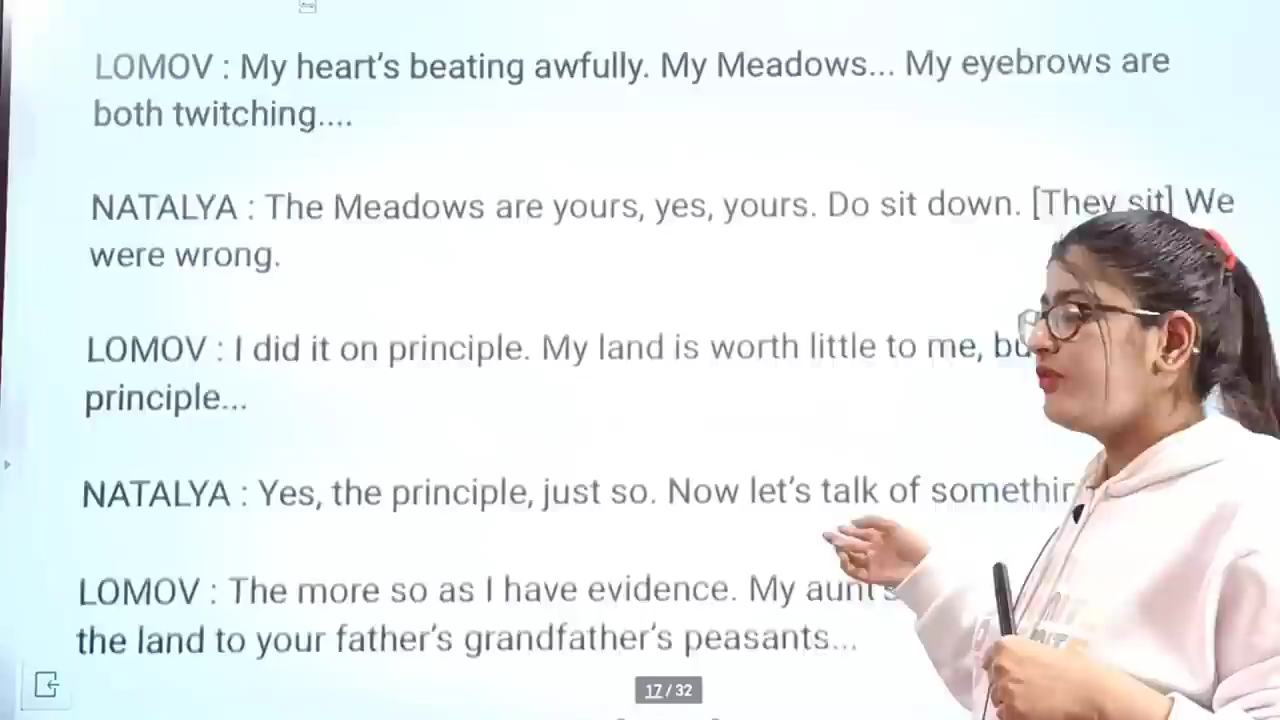 LOMOV : My heart's beating awfully. My Meadows... My eyebrows are
both twitching....
NATALYA : The Meadows are yours, yes, yours. Do sit down. [They sit] We
were wrong.
LOMOV : I did it on principle. My land is worth little to me,
principle...
NATALYA : Yes, the principle, just so. Now let's talk of
LOMOV : The more so as I have evidence. My aunt's
the land to your father's grandfather's peasants...
17 / 32